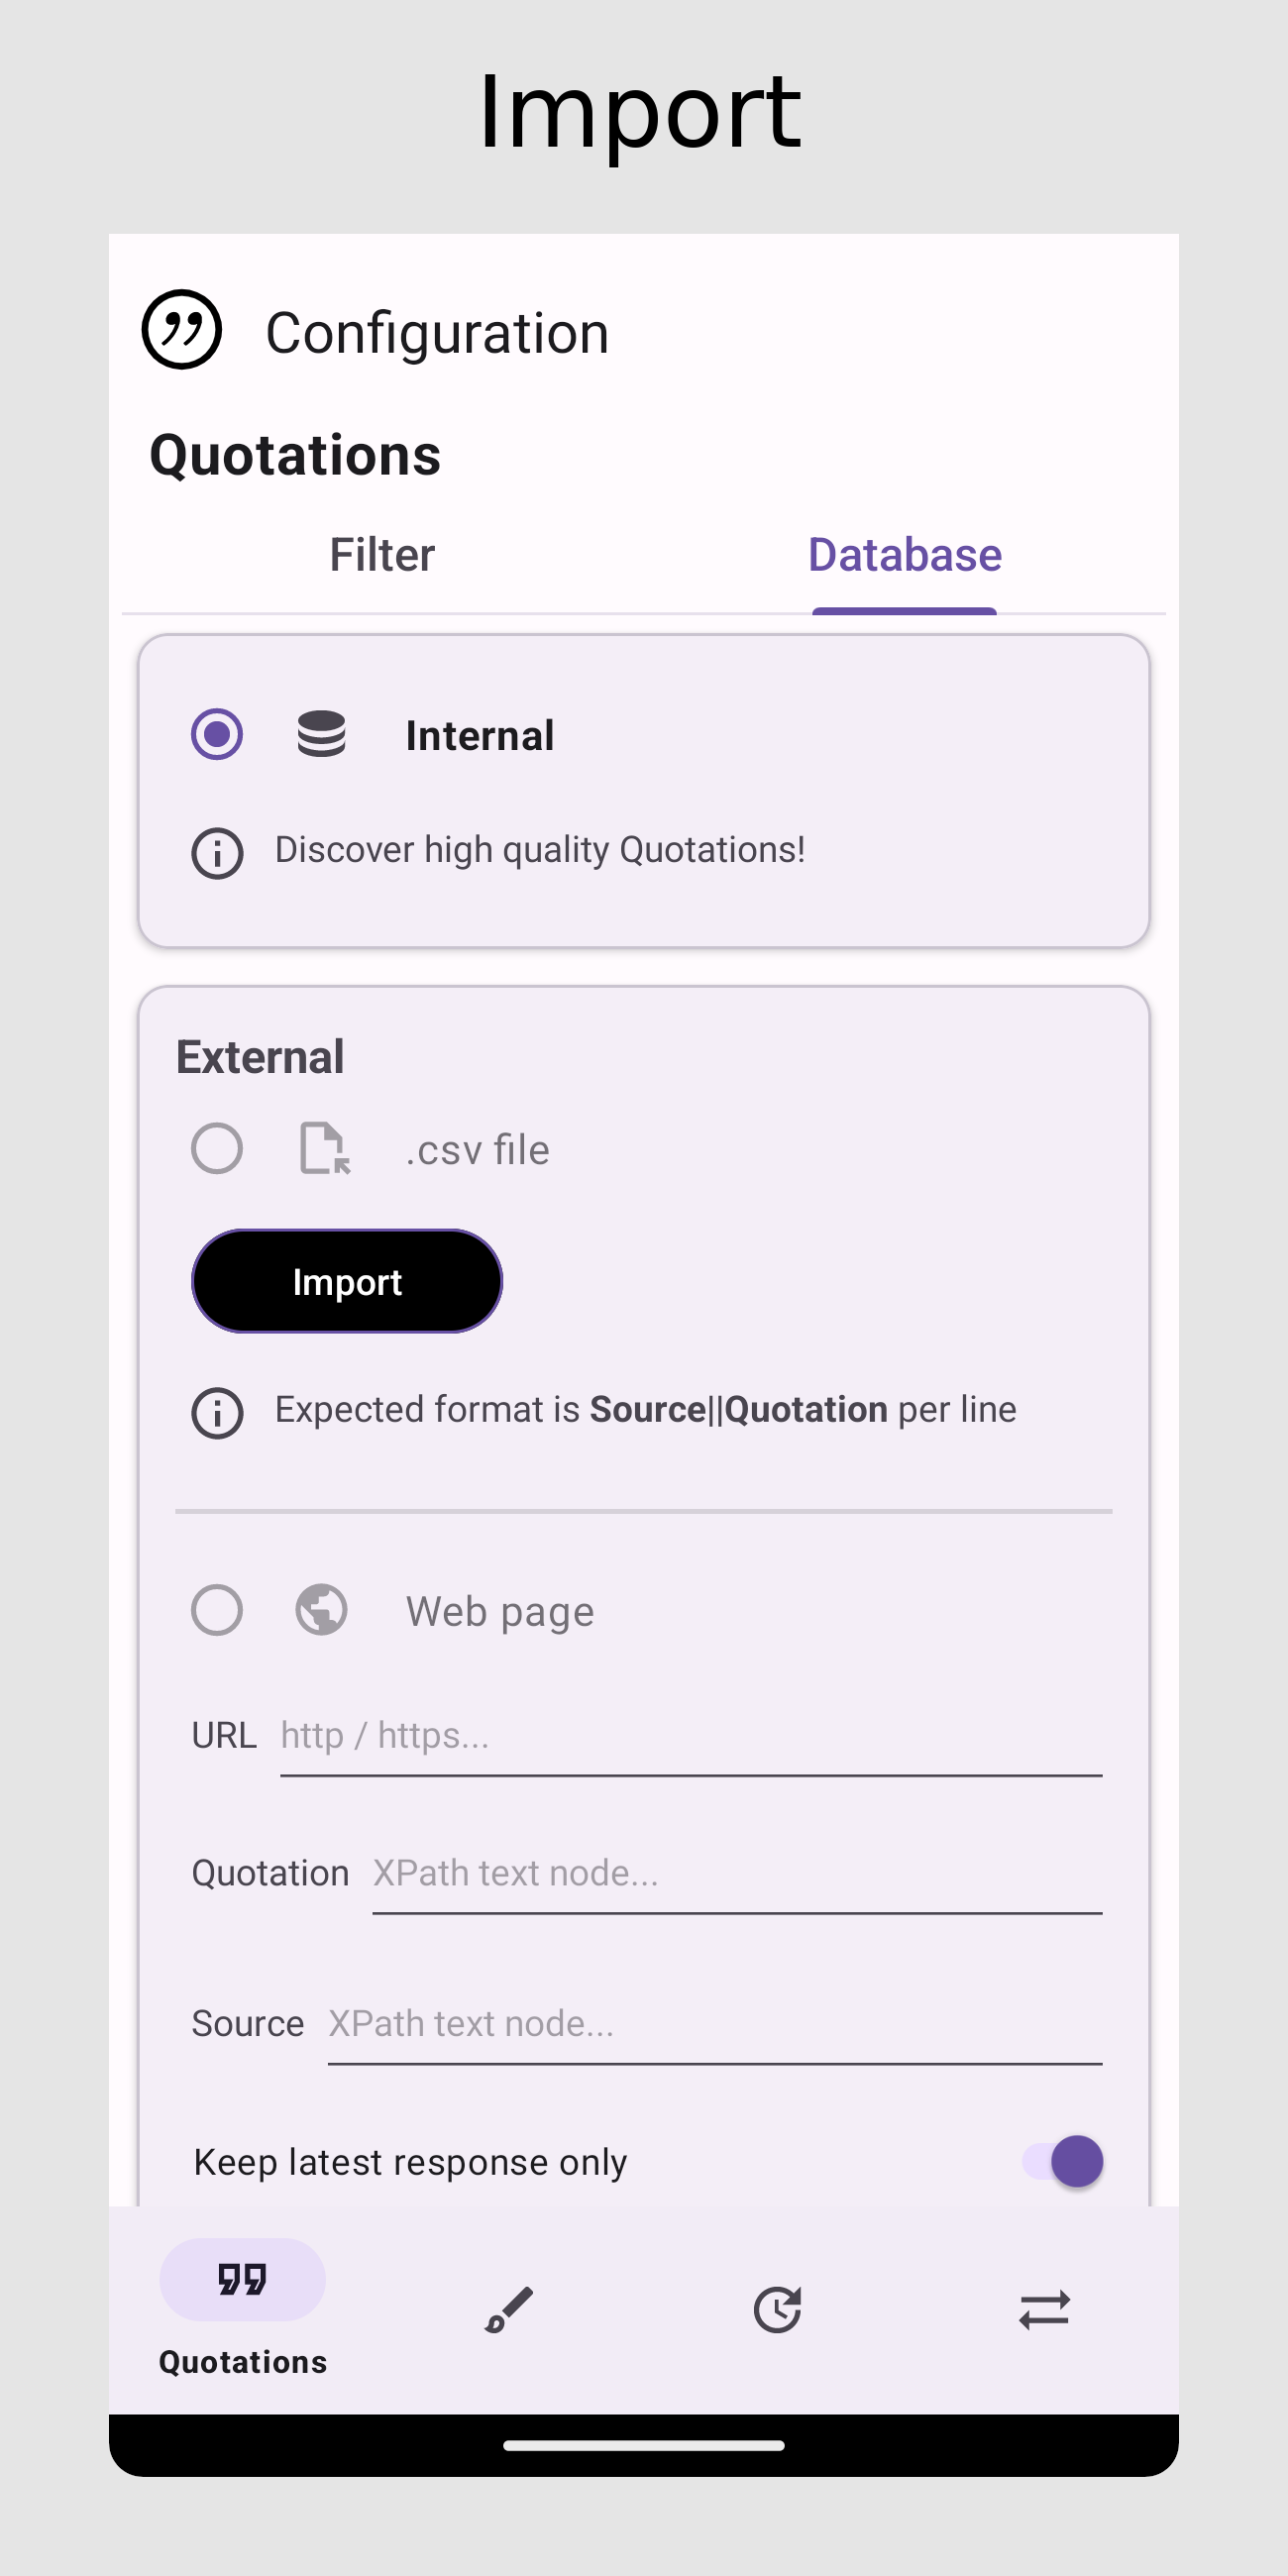 Import
Configuration
Quotations
Filter
Database
Internal
Discover high quality Quotations!
External
.csv file
Import
Expected format is Source||Quotation per line
Web page
URL http / https...
Quotation XPath text node...
Source XPath text node...
Keep latest response only
Quotations